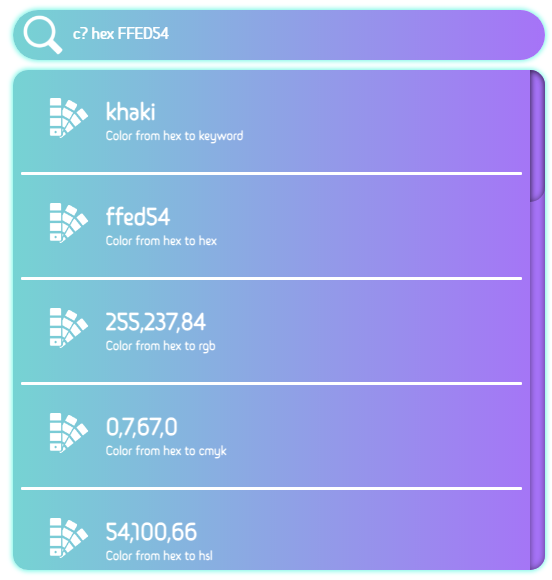 c? hex FFED54
khaki
Color from hex to keyword
ffed54
Color from hex to hex
255,237,84
Color from hex to rgb
0,7,67,0
Color from hex to cmyk
54,100,66
Color from hex to hsl